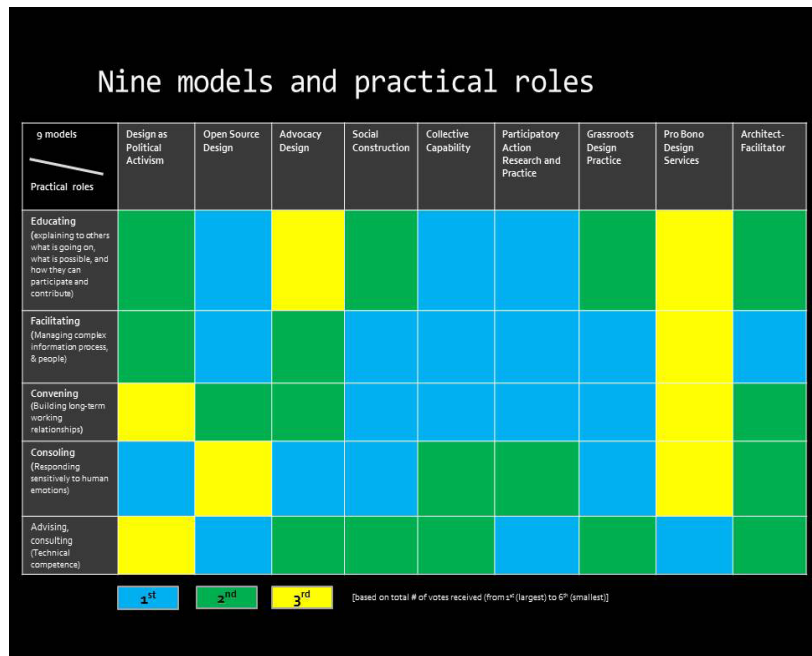 Nine models and practical roles
9 models
Practical roles
Design as
Political
Activism
Open Source
Design
Advocacy
Design
Social
Construction
Collective
Capability
Participatory
Action
Research and
Practice
Grassroots
Design
Practice
Pro Bono
Design
Services
Architect-
Facilitator
Educating
(explaining to others
what is going on,
what is possible, and
how they can
participate and
contribute)
Facilitating
(Managing complex
information process,
& people)
Convening
(Building long-term
working
relationships)
Consoling
(Responding
sensitively to human
emotions)
Advising,
consulting
(Technical
competence)
1st
2nd
3rd
[based on total # of votes received (from 1st (largest) to 6th (smallest)]